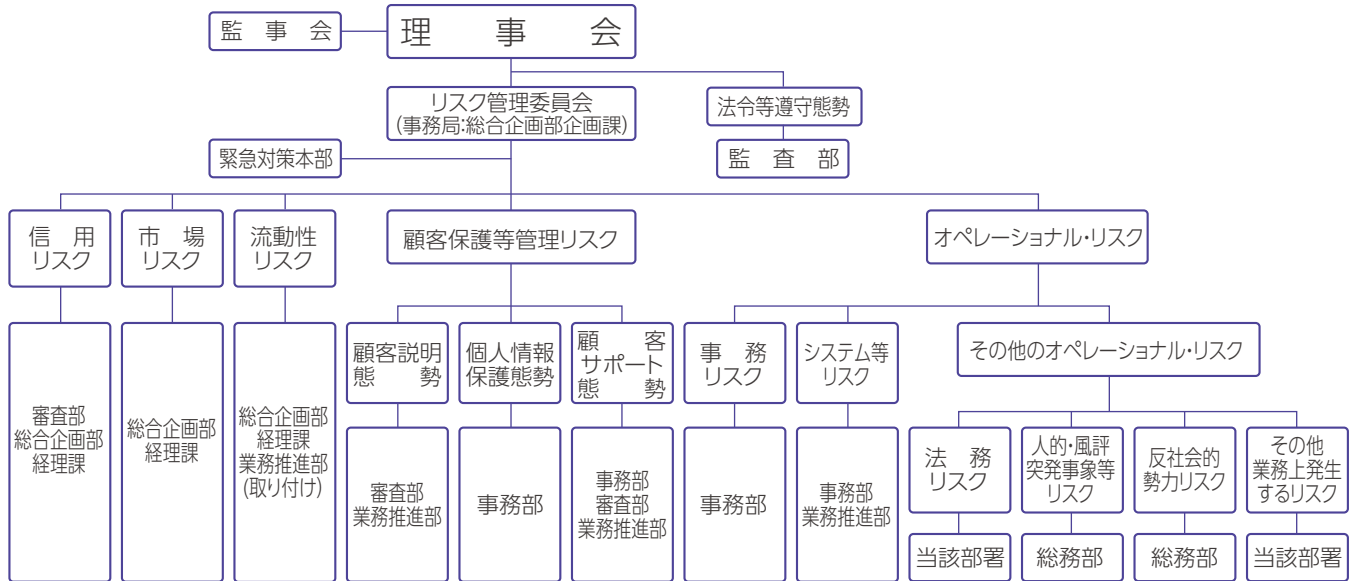 監事会
理事会
リスク管理委員会
(事務局:総合企画部企画課)
法令等遵守態勢
緊急対策本部
監査部
信用
リスク
市場
リスク
流動性
リスク
顧客保護等管理リスク
オペレーショナル・リスク
顧客説明
態勢
個人情報
保護態勢
顧客
サポート
態勢
事務
リスク
システム等
リスク
その他のオペレーショナル・リスク
審査部
総合企画部
経理課
総合企画部
経理課
総合企画部
経理課
業務推進部
(取り付け)
審査部
業務推進部
事務部
事務部
審査部
業務推進部
事務部
事務部
業務推進部
法務
リスク
人的・風評
突発事象等
リスク
反社会的
勢力リスク
その他
業務上発生
するリスク
当該部署
総務部
総務部
当該部署